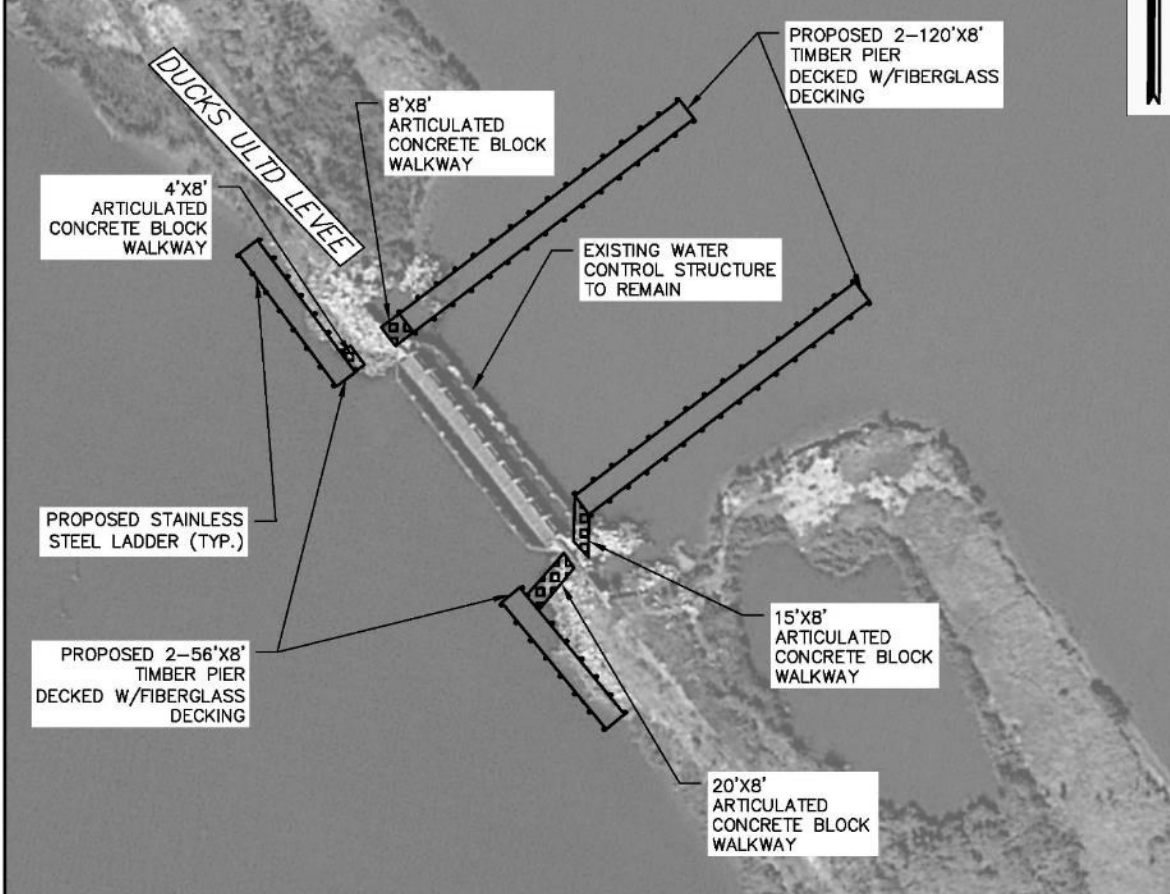 PROPOSED 2-120'X8'
TIMBER PIER
DECKED W/FIBERGLASS
DECKING
DUCKS ULTD LEVEE
8'X8'
ARTICULATED
CONCRETE BLOCK
WALKWAY
4'X8'
ARTICULATED
CONCRETE BLOCK
WALKWAY
EXISTING WATER
CONTROL STRUCTURE
TO REMAIN
PROPOSED STAINLESS
STEEL LADDER (TYP.)
PROPOSED 2-56'X8'
TIMBER PIER
DECKED W/FIBERGLASS
DECKING
15'X8'
ARTICULATED
CONCRETE BLOCK
WALKWAY
20'X8'
ARTICULATED
CONCRETE BLOCK
WALKWAY